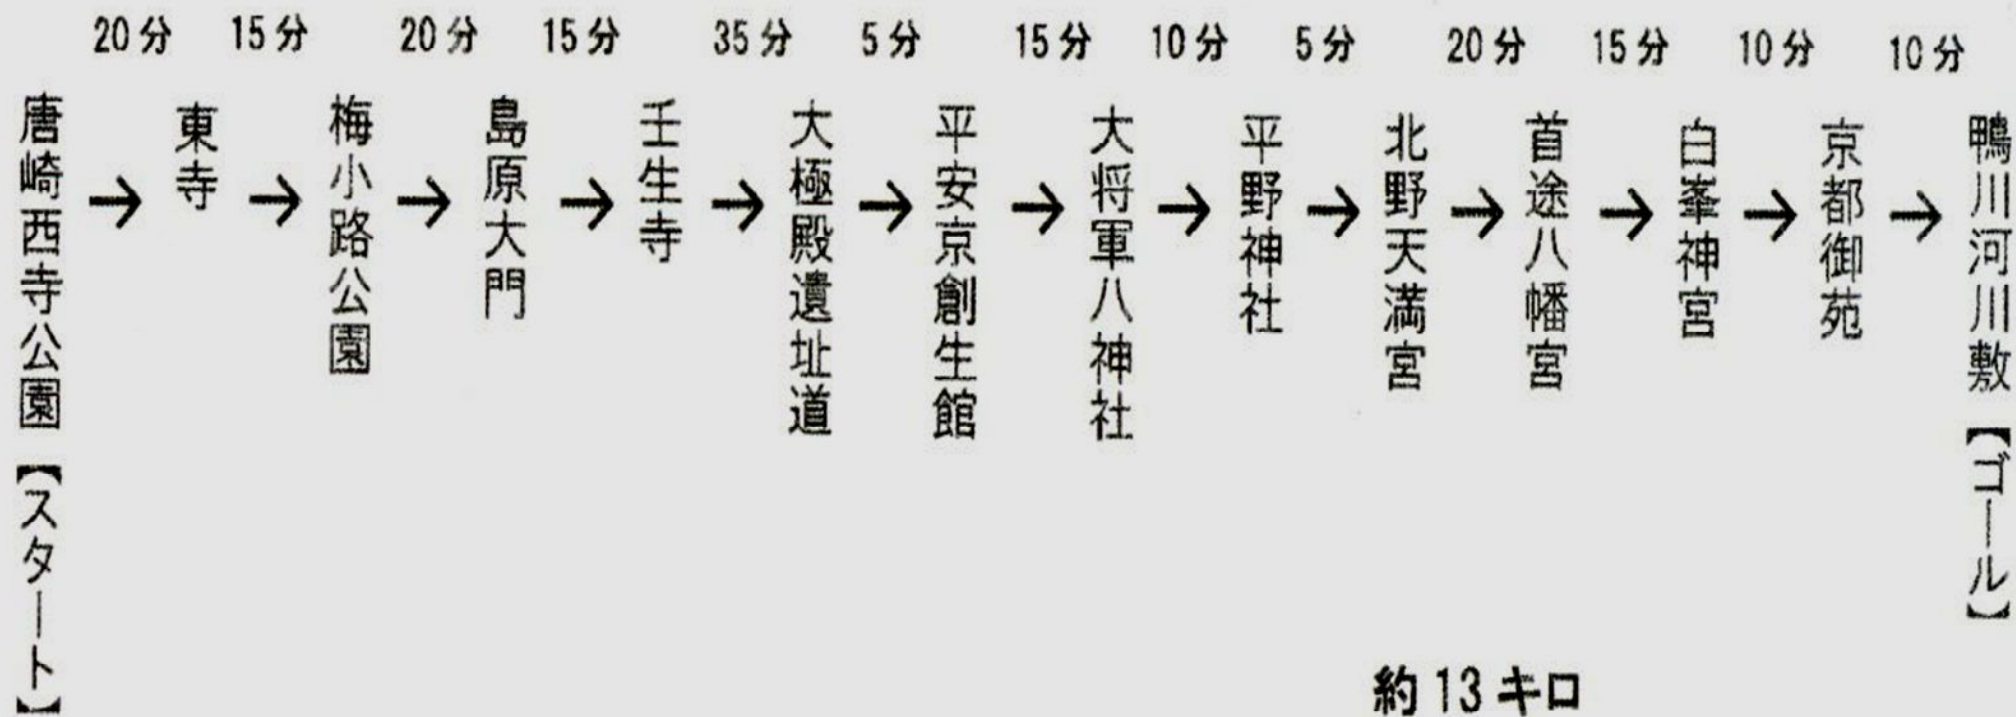 20分 15分 20分 15分 35分 5分 15分 10分 5分 20分 15分 10分 10分
唐崎西寺公園【スタート】
→
東寺
→
梅小路公園
→
島原大門
→
壬生寺
→
大極殿遺址道
→
平安京創生館
→
大将軍八神社
→
平野神社
→
北野天満宮
→
首途八幡宮
→
白峯神宮
→
京都御苑
→
鴨川河川敷【ゴール】
約13キロ